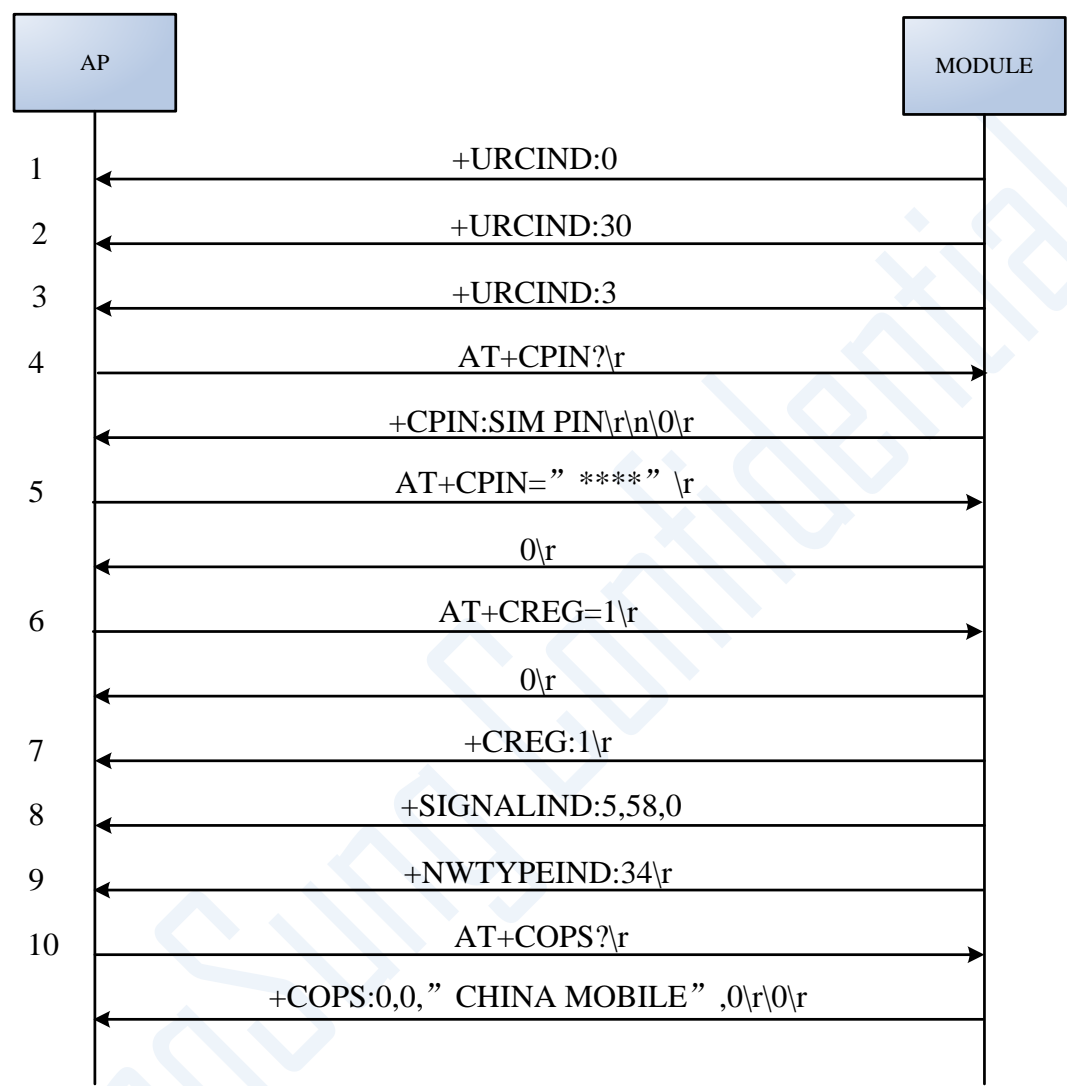 AP
MODULE
1 +URCIND:0
2 +URCIND:30
3 +URCIND:3
4 AT+CPIN?\r
+CPIN:SIM PIN\r\n\0\r
5 AT+CPIN=”****”\r
0\r
6 AT+CREG=1\r
0\r
7 +CREG:1\r
8 +SIGNALIND:5,58,0
9 +NWTYPEIND:34\r
10 AT+COPS?\r
+COPS:0,0,”CHINA MOBILE”,0\r\0\r
Sung Confidential